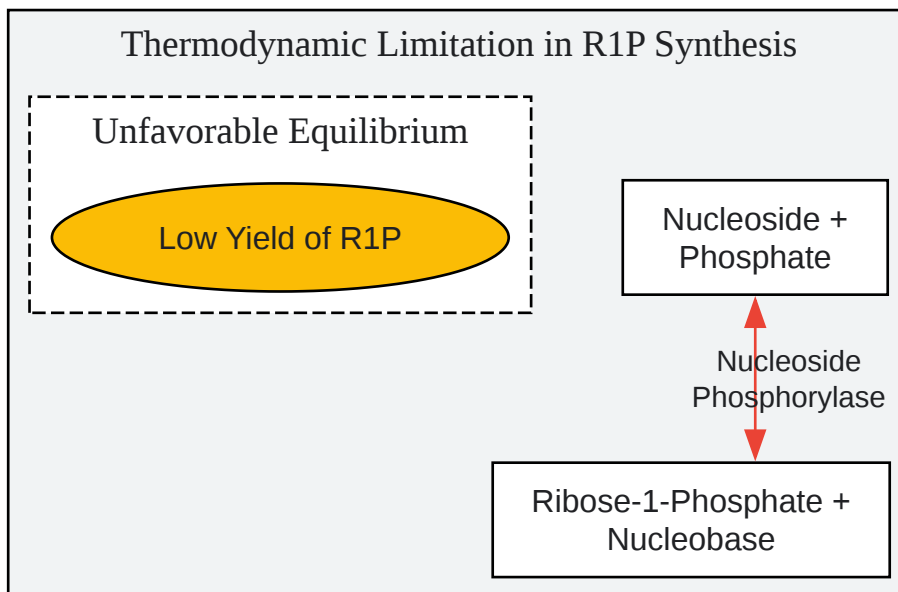 Thermodynamic Limitation in R1P Synthesis
Unfavorable Equilibrium
Low Yield of R1P
Nucleoside +
Phosphate
Nucleoside
Phosphorylase
Ribose-1-Phosphate +
Nucleobase